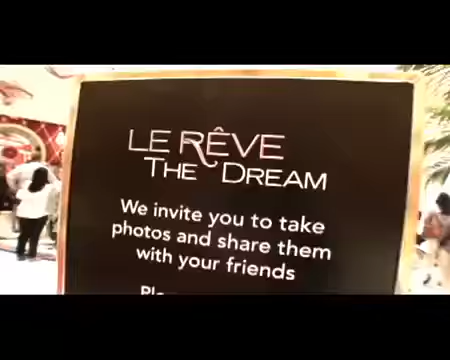 LE RÊVE
THE DREAM
We invite you to take
photos and share them
with your friends